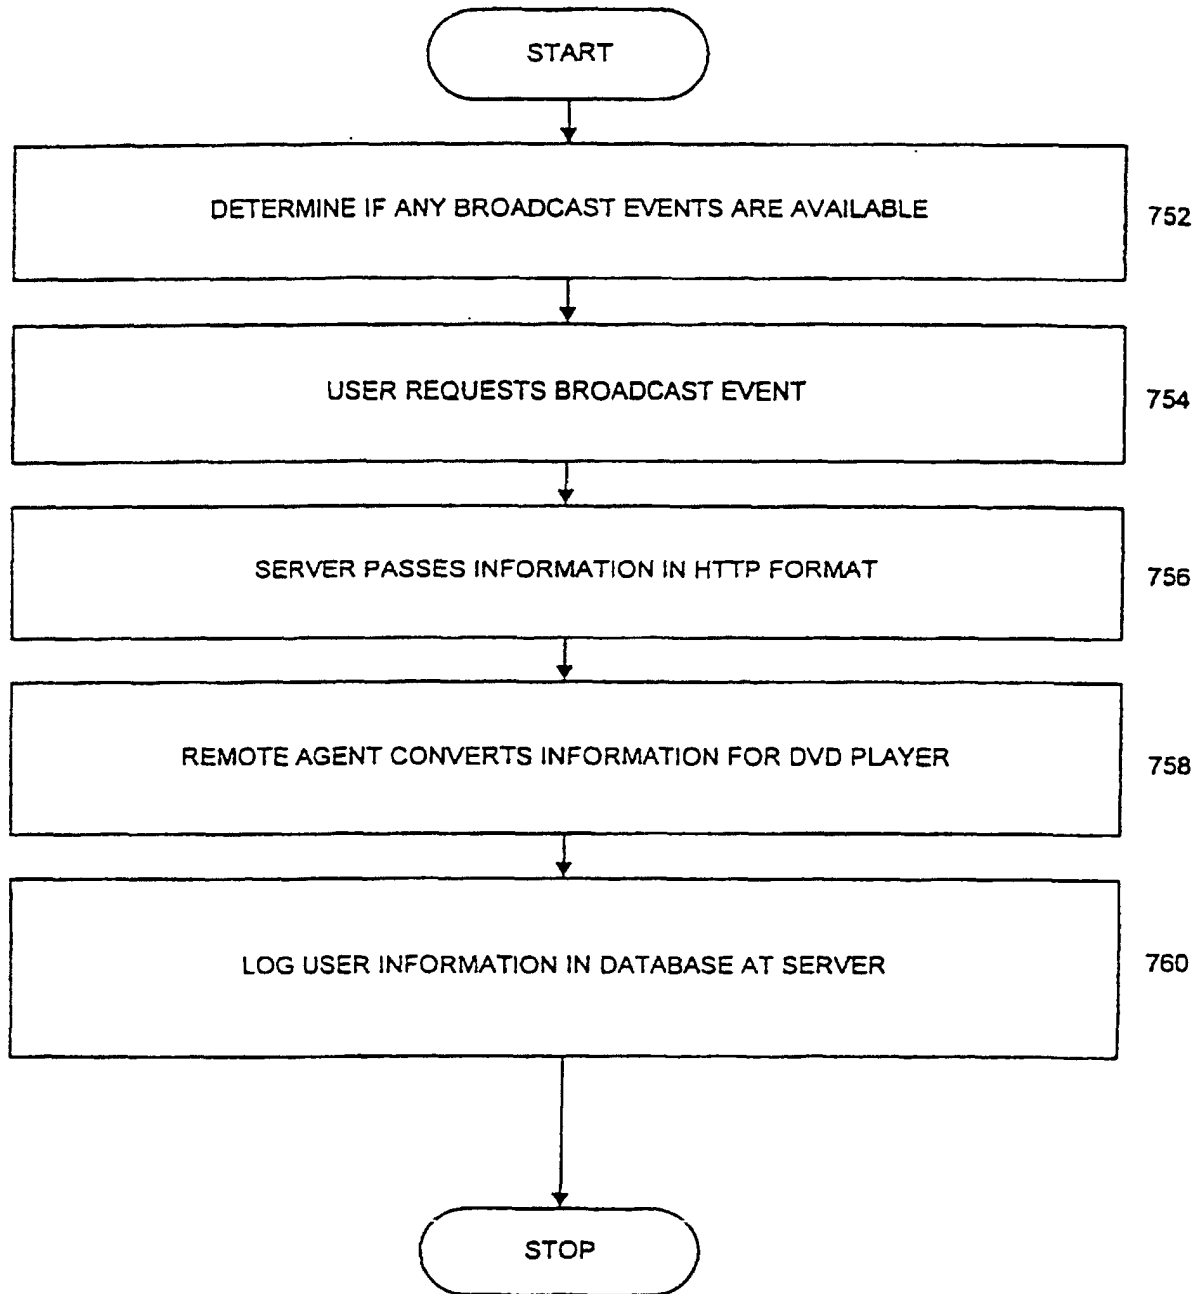 START
DETERMINE IF ANY BROADCAST EVENTS ARE AVAILABLE
752
USER REQUESTS BROADCAST EVENT
754
SERVER PASSES INFORMATION IN HTTP FORMAT
756
REMOTE AGENT CONVERTS INFORMATION FOR DVD PLAYER
758
LOG USER INFORMATION IN DATABASE AT SERVER
760
STOP